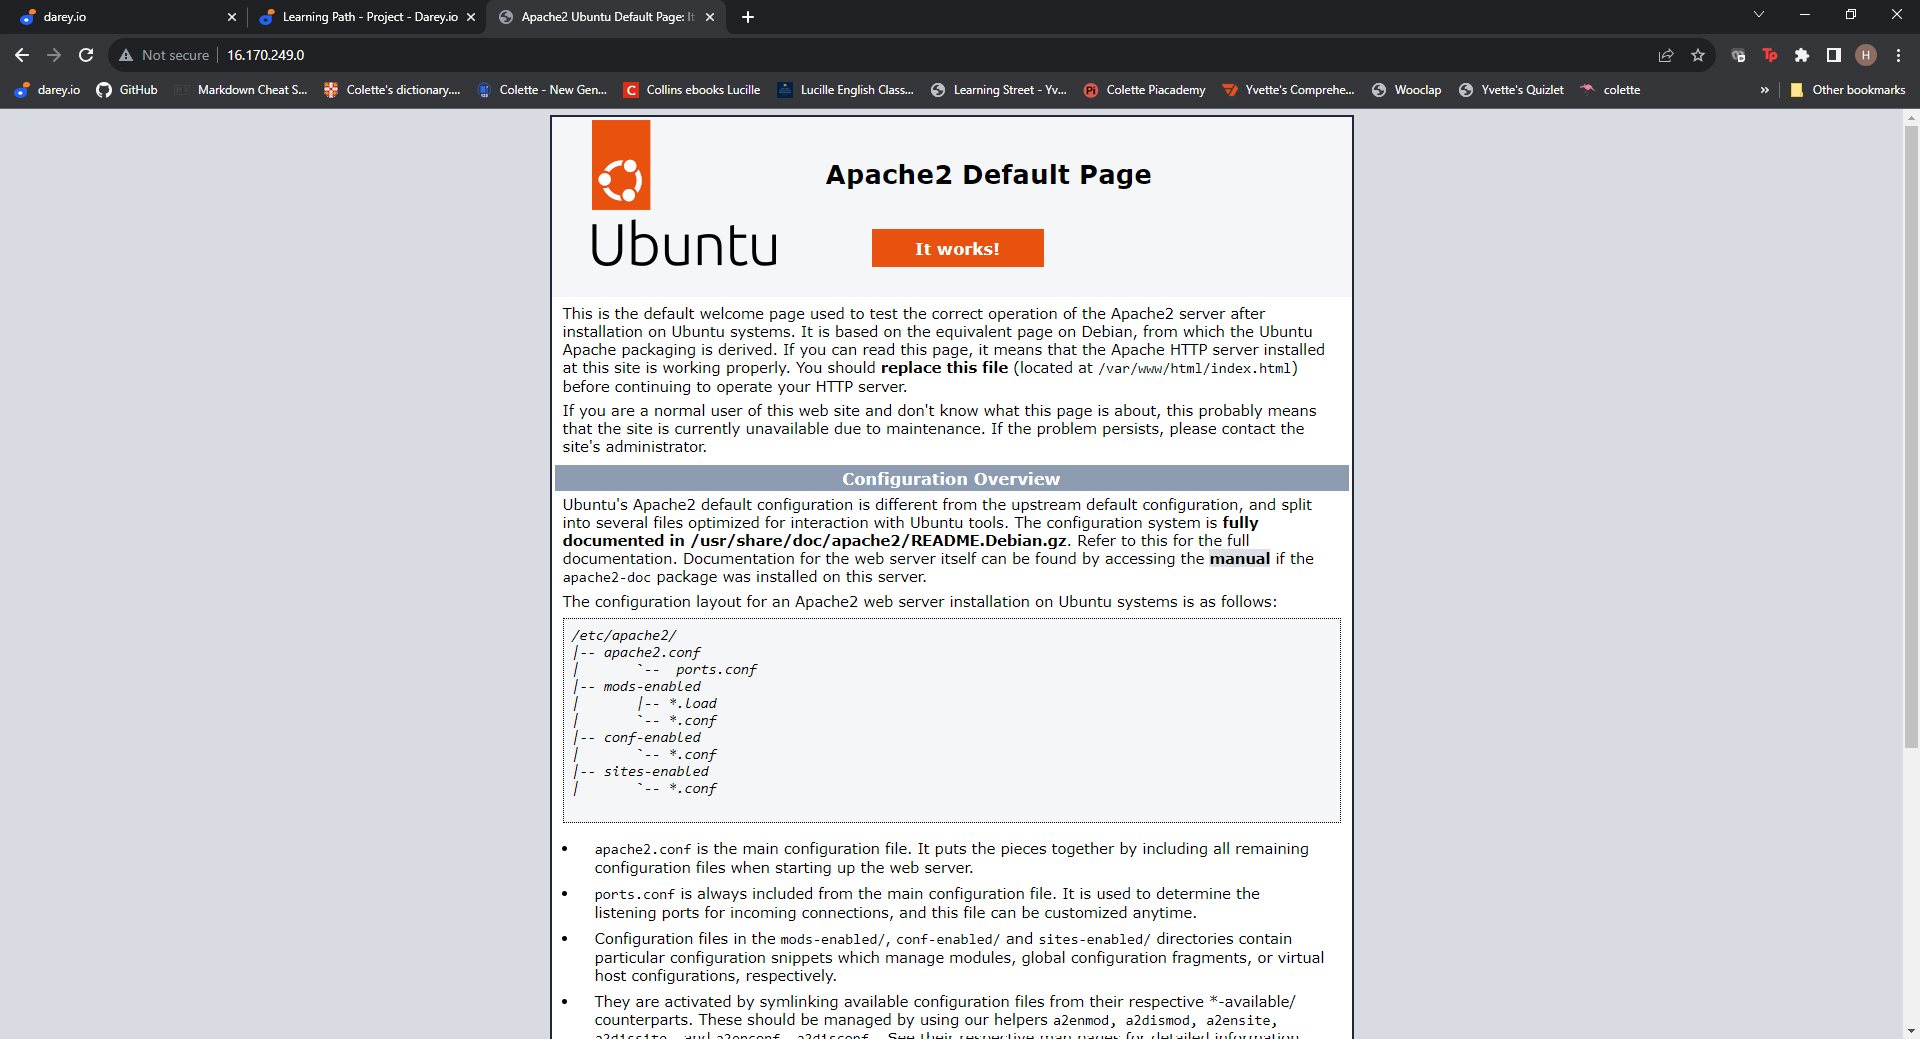 darey.io
Learning Path - Project - Darey.io
Apache2 Ubuntu Default Page: It
Not secure
16.170.249.0
Tp
H
darey.io
GitHub
Markdown Cheat S...
Colette's dictionary....
Colette - New Gen...
C
Collins ebooks Lucille
Lucille English Class...
Learning Street - Yv...
Pi
Colette Piacademy
Yvette's Comprehe...
Wooclap
Yvette's Quizlet
colette
»
Other bookmarks
Ubuntu
Apache2 Default Page
It works!
This is the default welcome page used to test the correct operation of the Apache2 server after
installation on Ubuntu systems. It is based on the equivalent page on Debian, from which the Ubuntu
Apache packaging is derived. If you can read this page, it means that the Apache HTTP server installed
at this site is working properly. You should replace this file (located at /var/www/html/index.html)
before continuing to operate your HTTP server.
If you are a normal user of this web site and don't know what this page is about, this probably means
that the site is currently unavailable due to maintenance. If the problem persists, please contact the
site's administrator.
Configuration Overview
Ubuntu's Apache2 default configuration is different from the upstream default configuration, and split
into several files optimized for interaction with Ubuntu tools. The configuration system is fully
documented in /usr/share/doc/apache2/README.Debian.gz. Refer to this for the full
documentation. Documentation for the web server itself can be found by accessing the manual if the
apache2-doc package was installed on this server.
The configuration layout for an Apache2 web server installation on Ubuntu systems is as follows:
/etc/apache2/
|-- apache2.conf
|       `--  ports.conf
|-- mods-enabled
|       |-- *.load
|       `-- *.conf
|-- conf-enabled
|       `-- *.conf
|-- sites-enabled
|       `-- *.conf
• apache2.conf is the main configuration file. It puts the pieces together by including all remaining
configuration files when starting up the web server.
• ports.conf is always included from the main configuration file. It is used to determine the
listening ports for incoming connections, and this file can be customized anytime.
• Configuration files in the mods-enabled/, conf-enabled/ and sites-enabled/ directories contain
particular configuration snippets which manage modules, global configuration fragments, or virtual
host configurations, respectively.
• They are activated by symlinking available configuration files from their respective *-available/
counterparts. These should be managed by using our helpers a2enmod, a2dismod, a2ensite,
a2dissite, and a2enconf, a2disconf . See their respective man pages for detailed information.